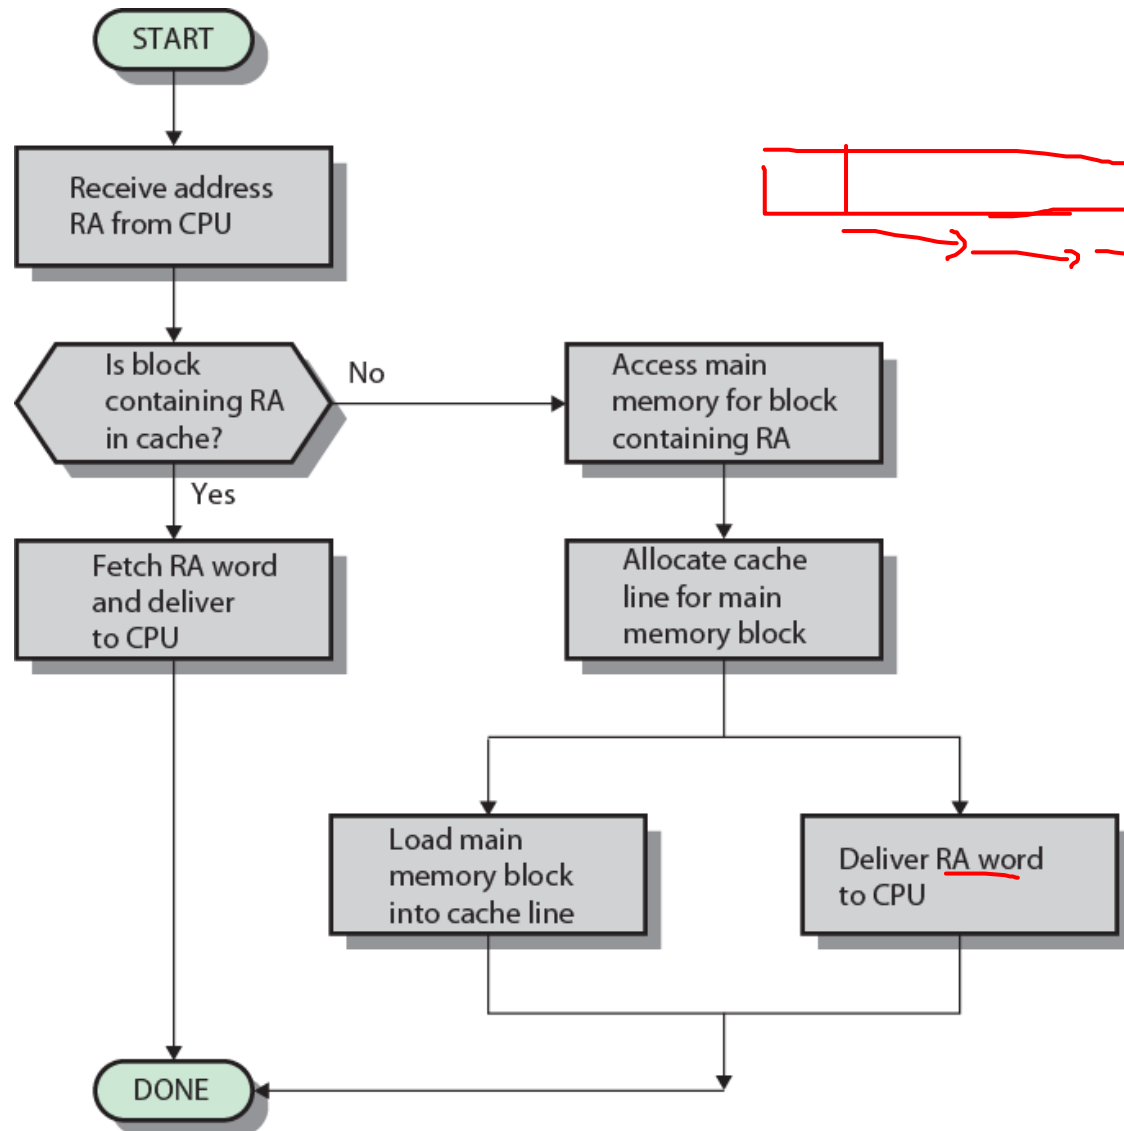 START
Receive address
RA from CPU
Is block
containing RA
in cache?
No
Yes
Access main
memory for block
containing RA
Fetch RA word
and deliver
to CPU
Allocate cache
line for main
memory block
Load main
memory block
into cache line
Deliver RA word
to CPU
DONE